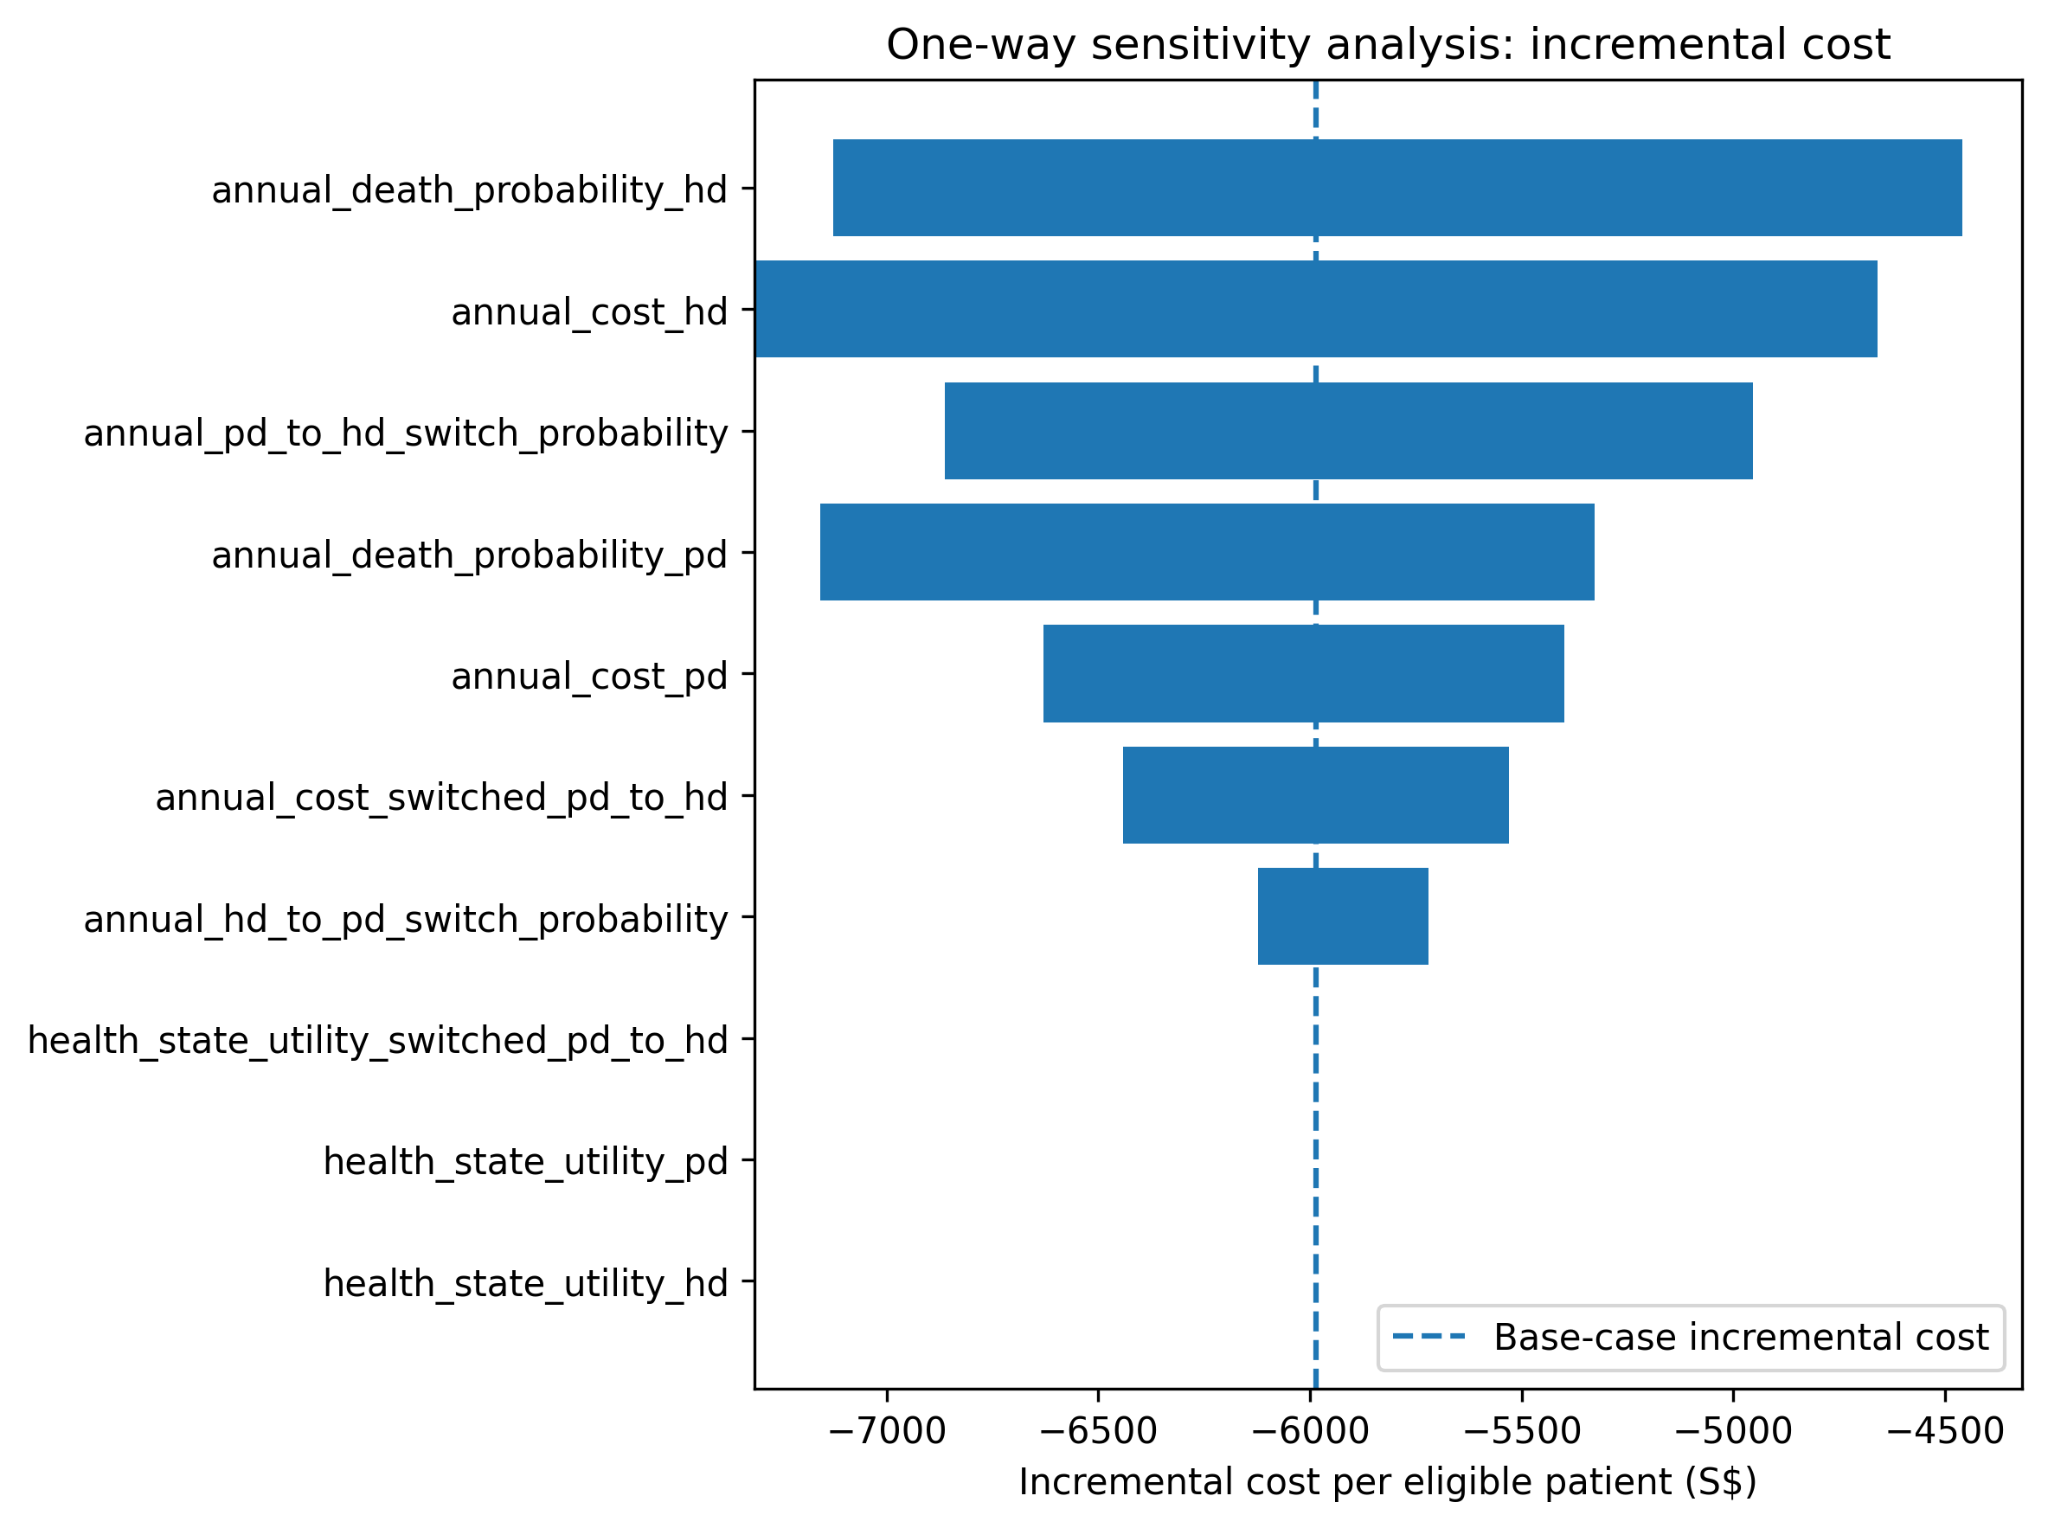 One-way sensitivity analysis: incremental cost
annual_death_probability_hd
annual_cost_hd
annual_pd_to_hd_switch_probability
annual_death_probability_pd
annual_cost_pd
annual_cost_switched_pd_to_hd
annual_hd_to_pd_switch_probability
health_state_utility_switched_pd_to_hd
health_state_utility_pd
health_state_utility_hd
Base-case incremental cost
−7000 −6500 −6000 −5500 −5000 −4500
Incremental cost per eligible patient (S$)